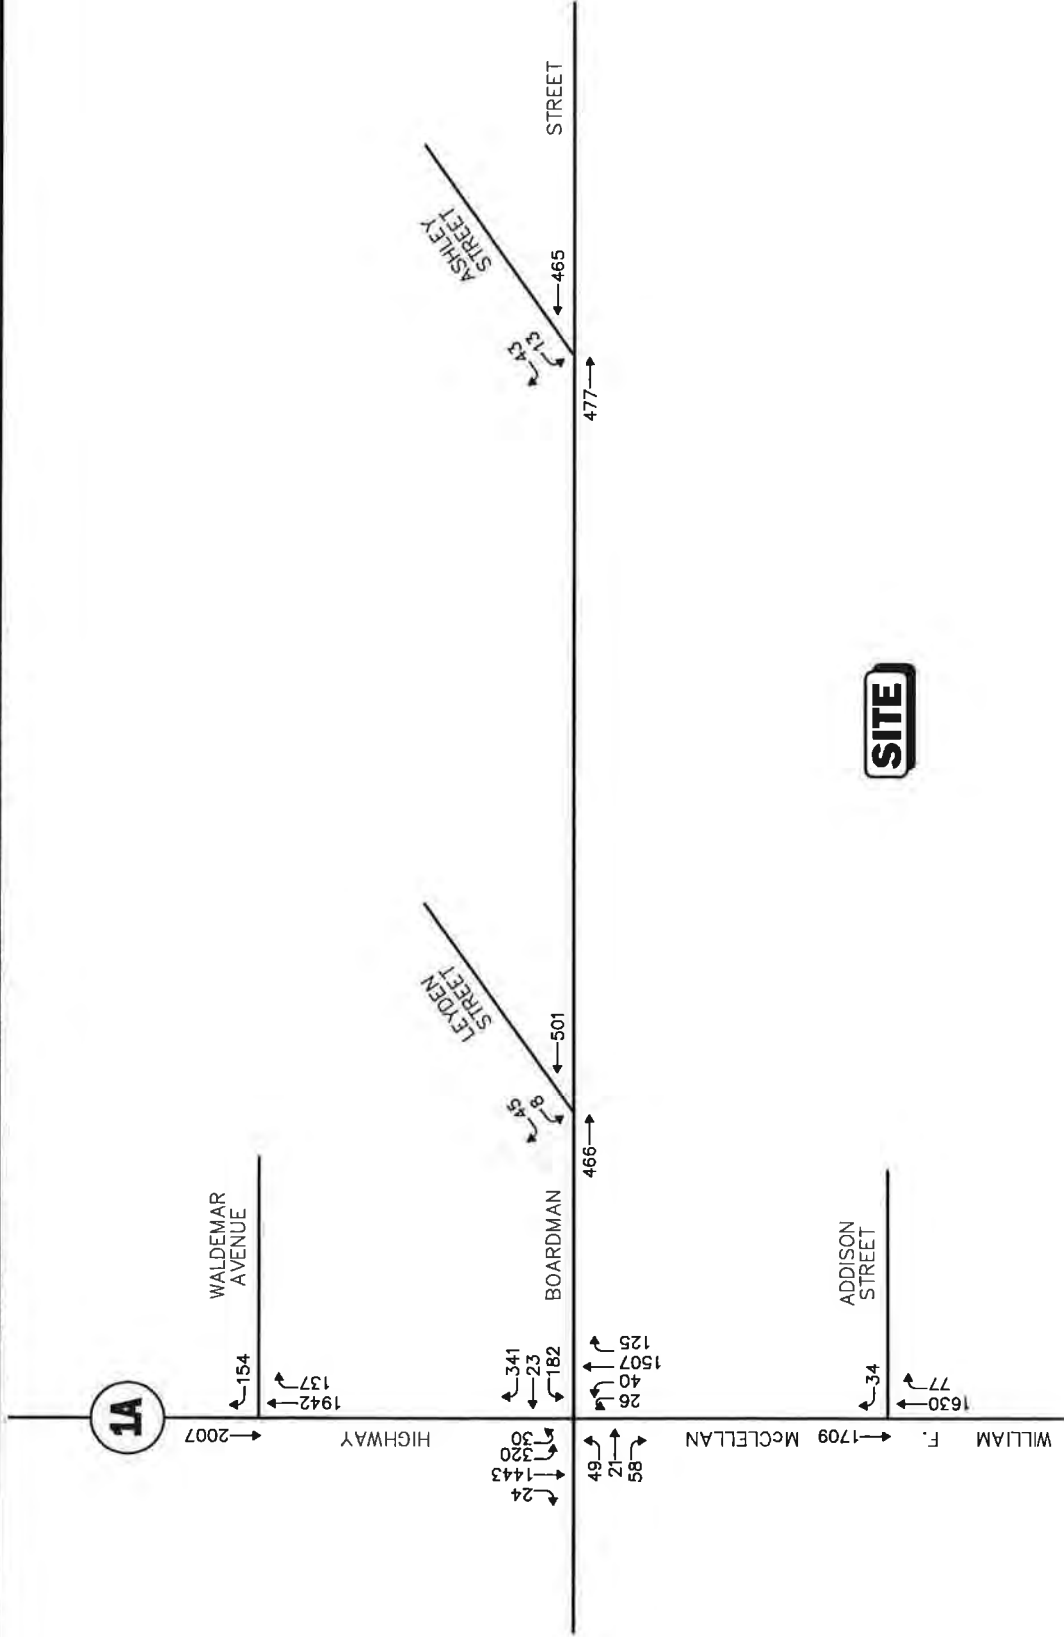 1A
WALDEMAR
AVENUE
154
137
1942
2007
HIGHWAY
BOARDMAN
STREET
341
23
182
30
320
1443
24
49
21
58
26
40
1507
125
LEYDEN
STREET
45
8
501
466
ASHLEY
STREET
43
13
465
477
SITE
ADDISON
STREET
34
77
1630
1709
WILLIAM F. McCLELLAN